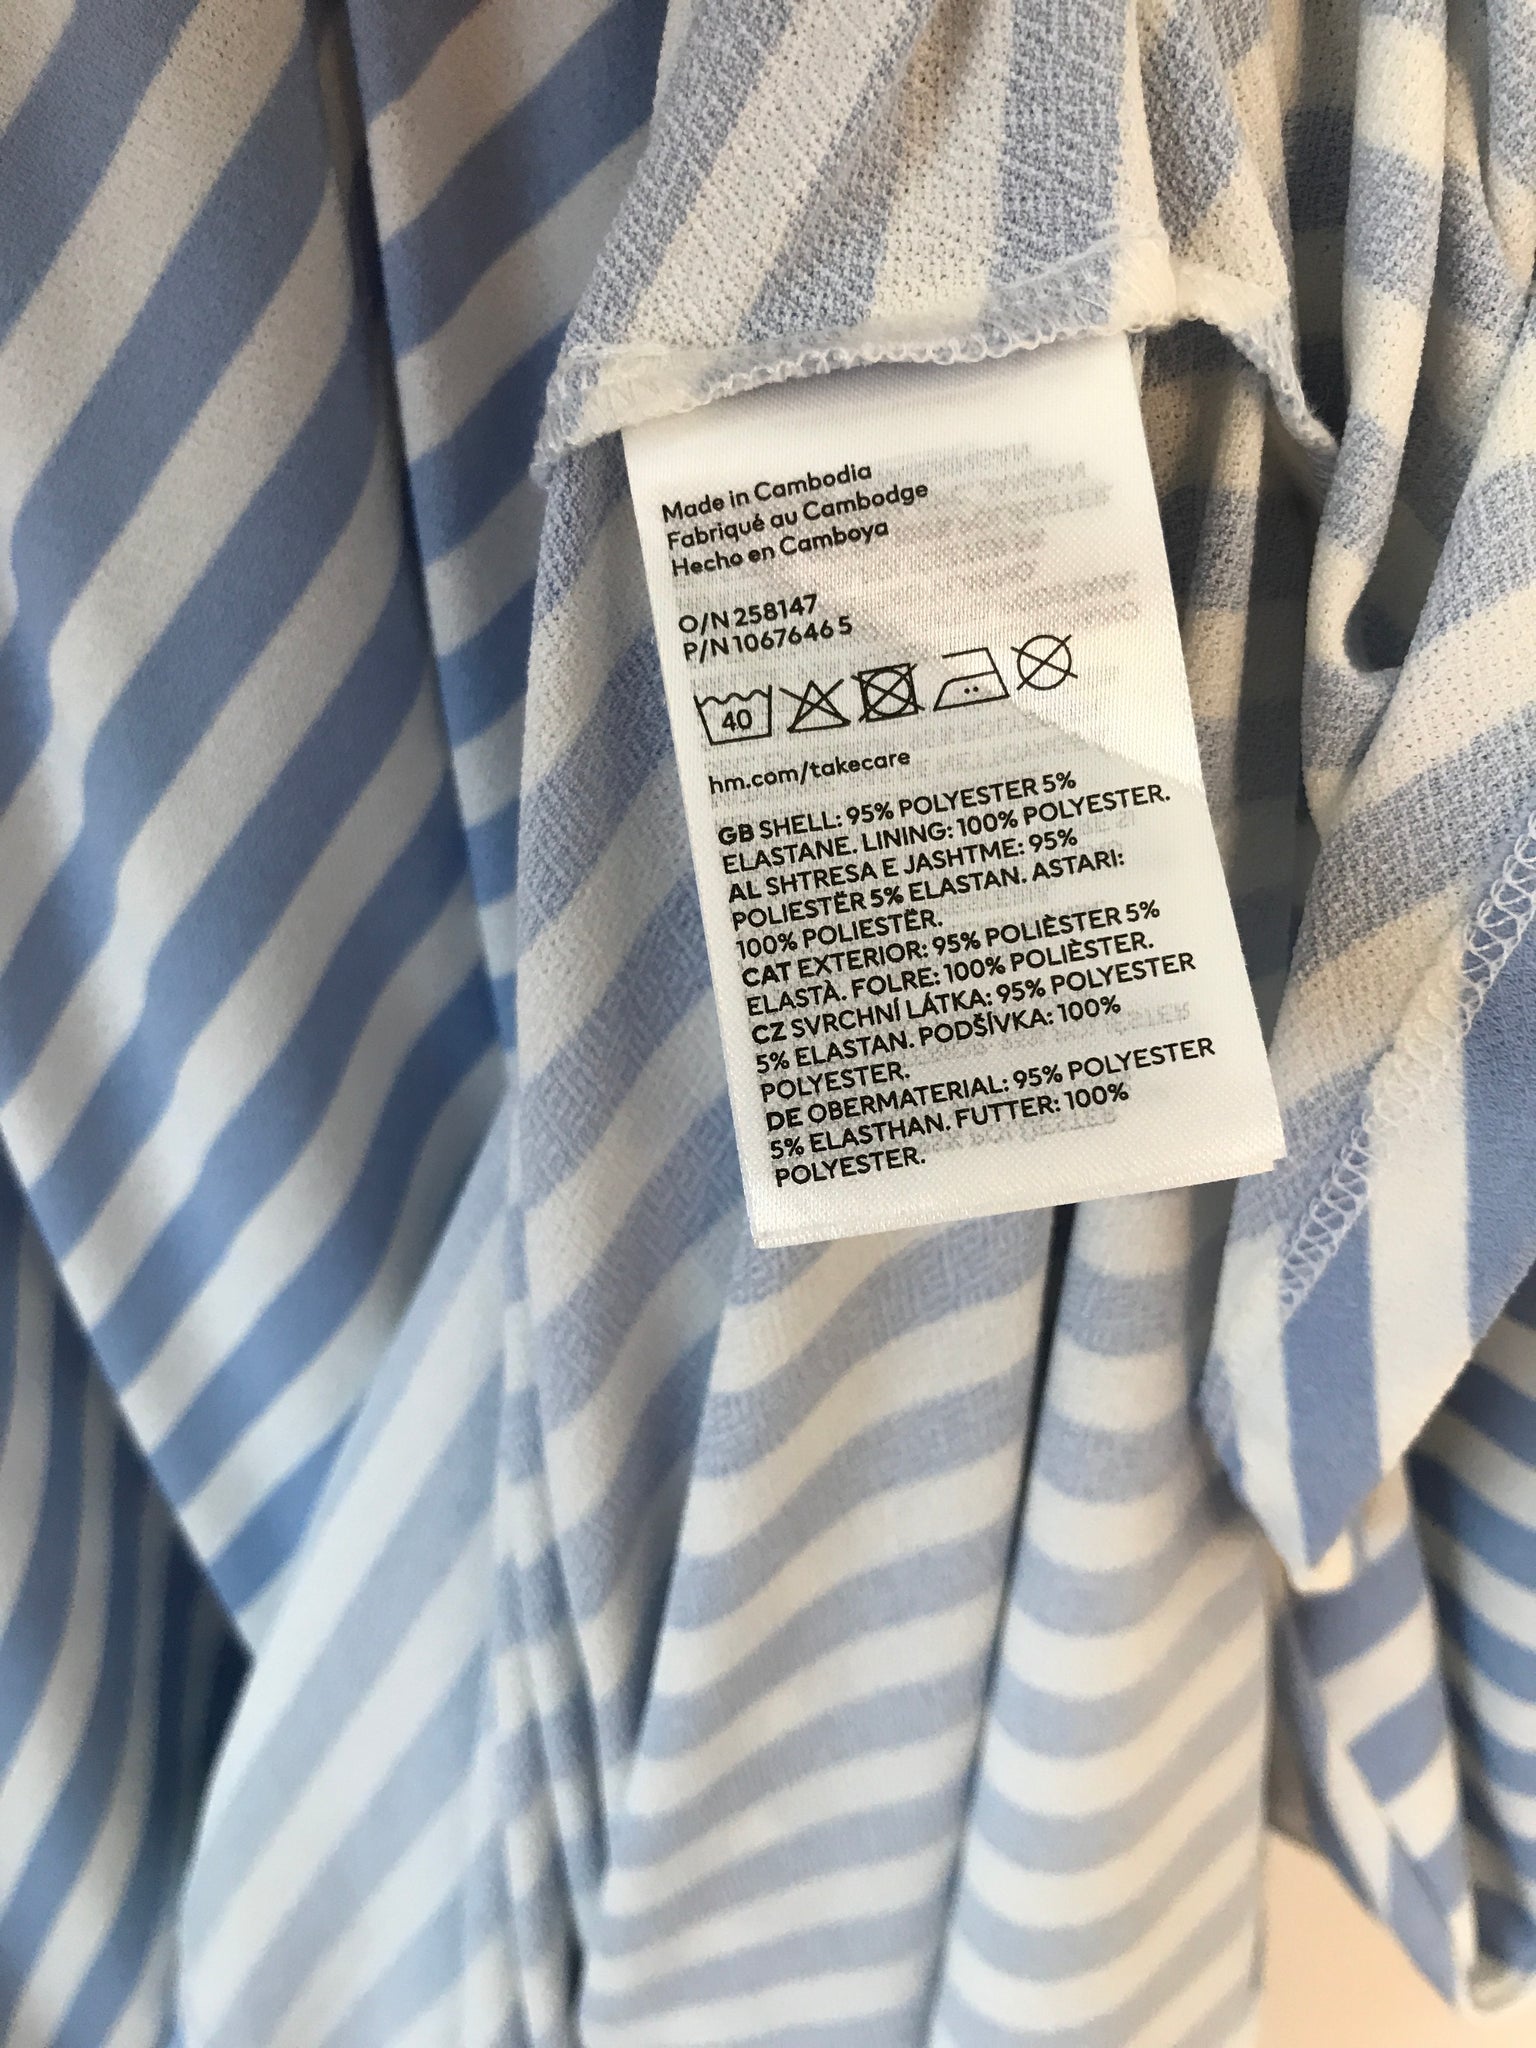 Made in Cambodia
Fabriqué au Cambodge
Hecho en Camboya
O/N 258147
P/N 1067646 5
40
hm.com/takecare
GB SHELL: 95% POLYESTER 5%
ELASTANE. LINING: 100% POLYESTER.
AL SHTRESA E JASHTME: 95%
POLIESTËR 5% ELASTAN. ASTARI:
100% POLIESTËR.
CAT EXTERIOR: 95% POLIÈSTER 5%
ELASTÀ. FOLRE: 100% POLIÈSTER.
CZ SVRCHNÍ LÁTKA: 95% POLYESTER
5% ELASTAN. PODŠÍVKA: 100%
POLYESTER.
DE OBERMATERIAL: 95% POLYESTER
5% ELASTHAN. FUTTER: 100%
POLYESTER.